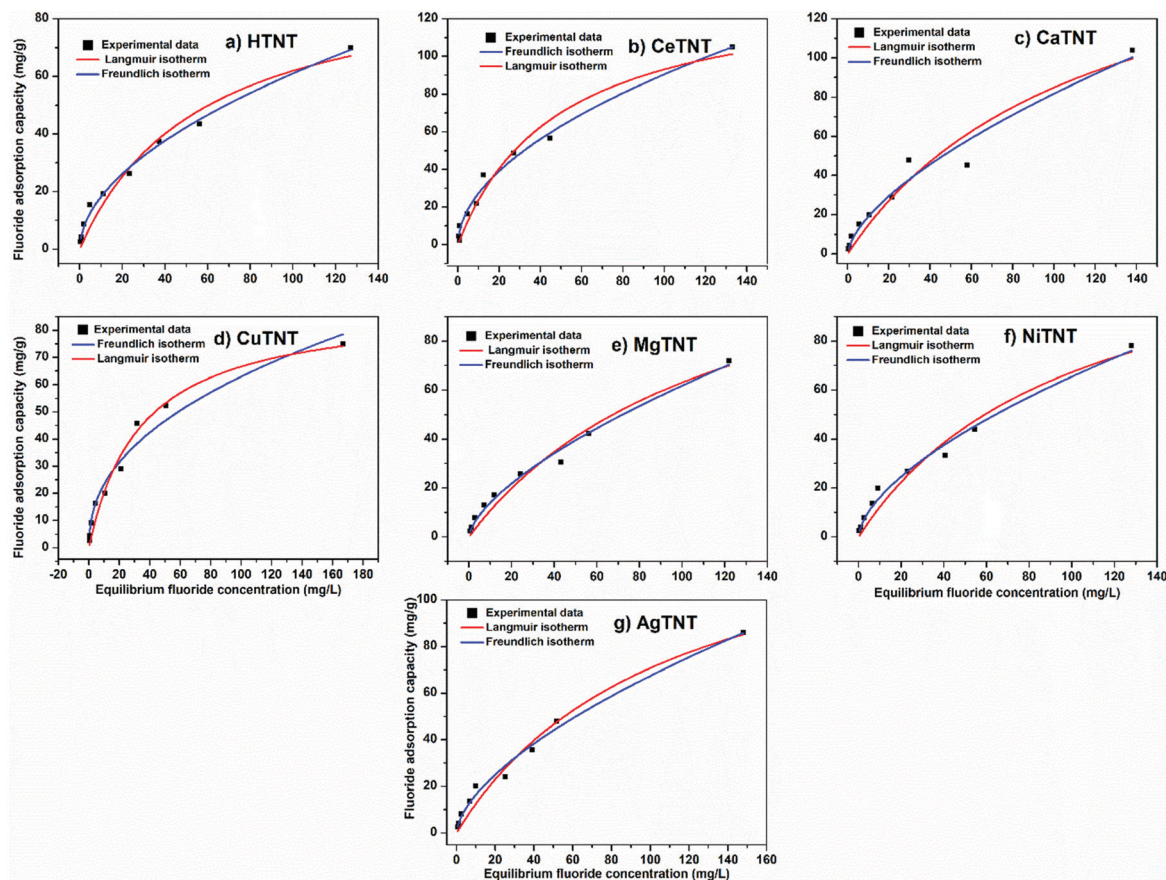 Fluoride adsorption capacity (mg/g)
80
60
40
20
0
0 20 40 60 80 100 120 140
Experimental data
Langmuir isotherm
Freundlich isotherm
a) HTNT
120
100
80
60
40
20
0
0 20 40 60 80 100 120 140
Experimental data
Freundlich isotherm
Langmuir isotherm
b) CeTNT
120
100
80
60
40
20
0
0 20 40 60 80 100 120 140
Experimental data
Langmuir isotherm
Freundlich isotherm
c) CaTNT
Fluoride adsorption capacity (mg/g)
80
70
60
50
40
30
20
10
0
-20 0 20 40 60 80 100 120 140 160 180
Equilibrium fluoride concentration (mg/L)
Experimental data
Freundlich isotherm
Langmuir isotherm
d) CuTNT
80
60
40
20
0
0 20 40 60 80 100 120 140
Experimental data
Langmuir isotherm
Freundlich isotherm
e) MgTNT
80
60
40
20
0
0 20 40 60 80 100 120 140
Equilibrium fluoride concentration (mg/L)
Experimental data
Langmuir isotherm
Freundlich isotherm
f) NiTNT
Fluoride adsorption capacity (mg/g)
100
80
60
40
20
0
0 20 40 60 80 100 120 140 160
Equilibrium fluoride concentration (mg/L)
Experimental data
Langmuir isotherm
Freundlich isotherm
g) AgTNT